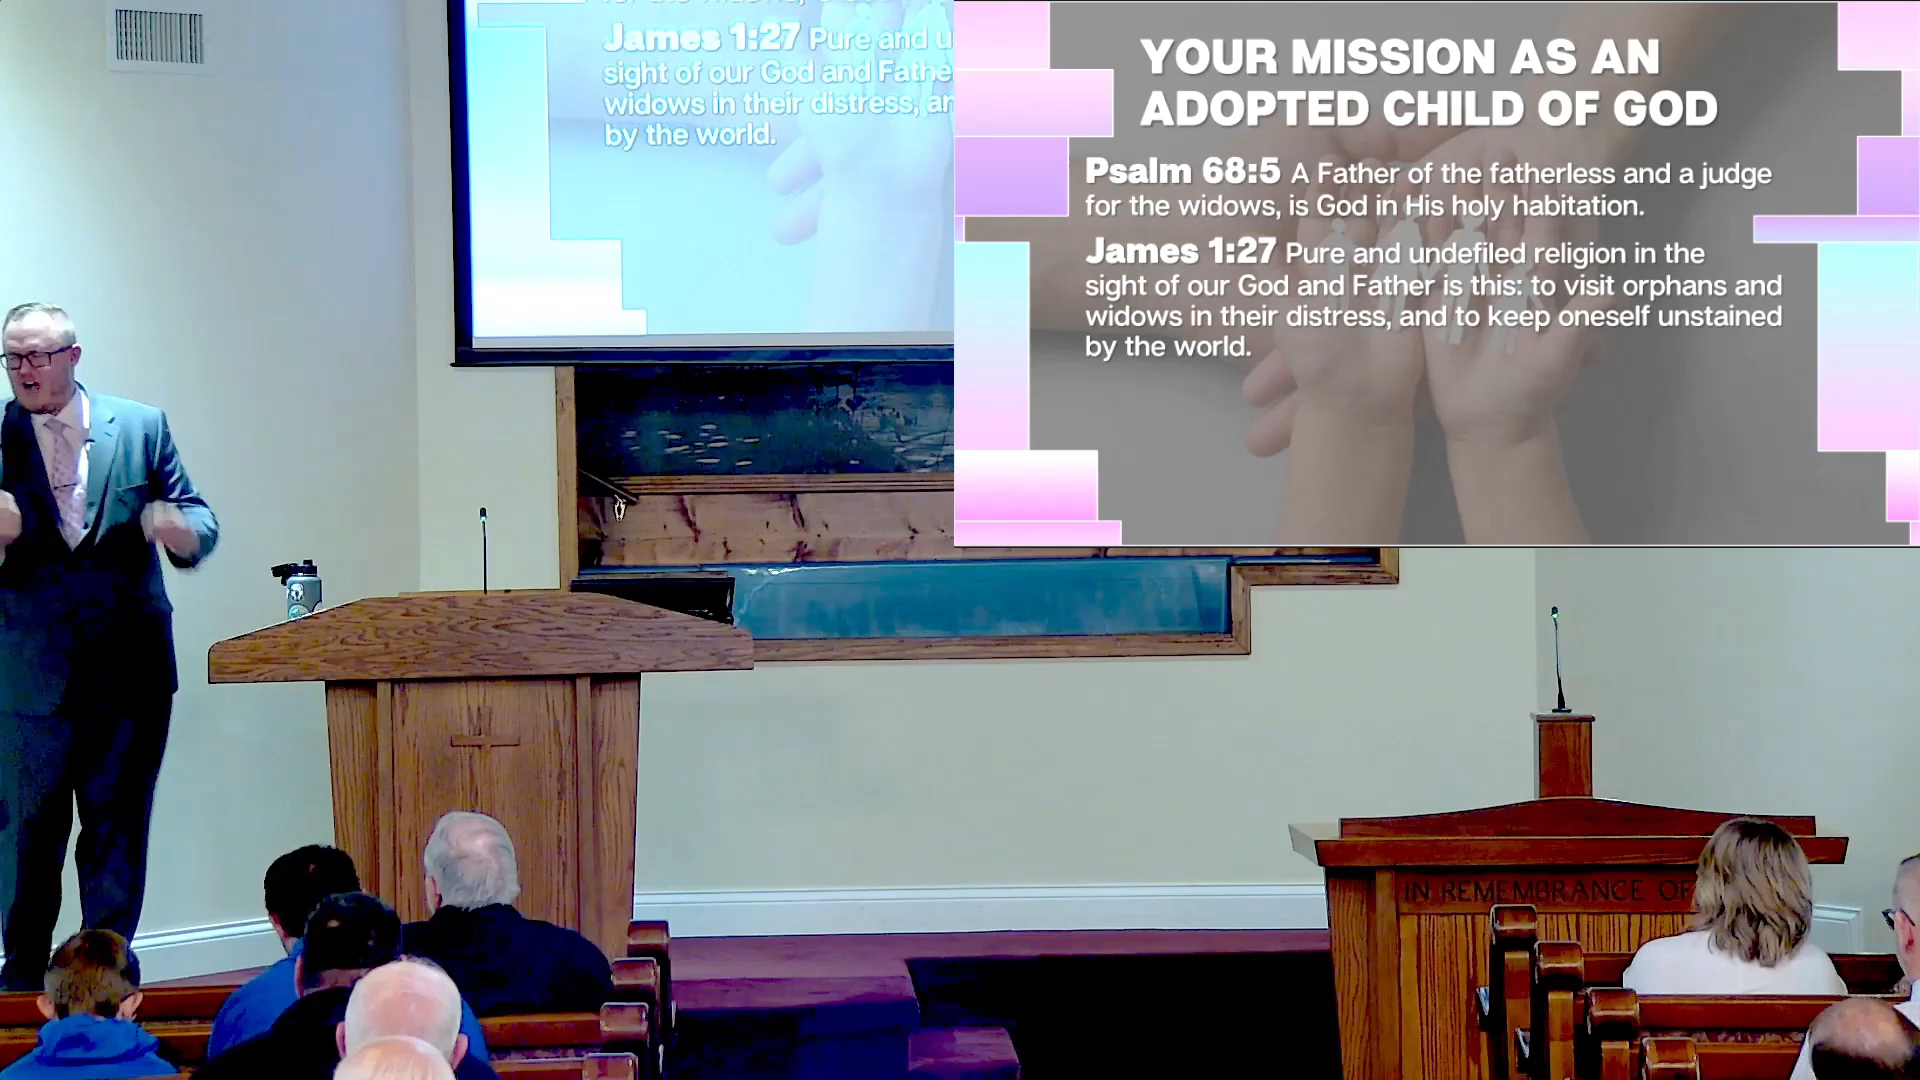 James 1:27 Pure and u
sight of our God and Fathe
widows in their distress, an
by the world.
YOUR MISSION AS AN
ADOPTED CHILD OF GOD
Psalm 68:5 A Father of the fatherless and a judge
for the widows, is God in His holy habitation.
James 1:27 Pure and undefiled religion in the
sight of our God and Father is this: to visit orphans and
widows in their distress, and to keep oneself unstained
by the world.
IN REMEMBRANCE OF